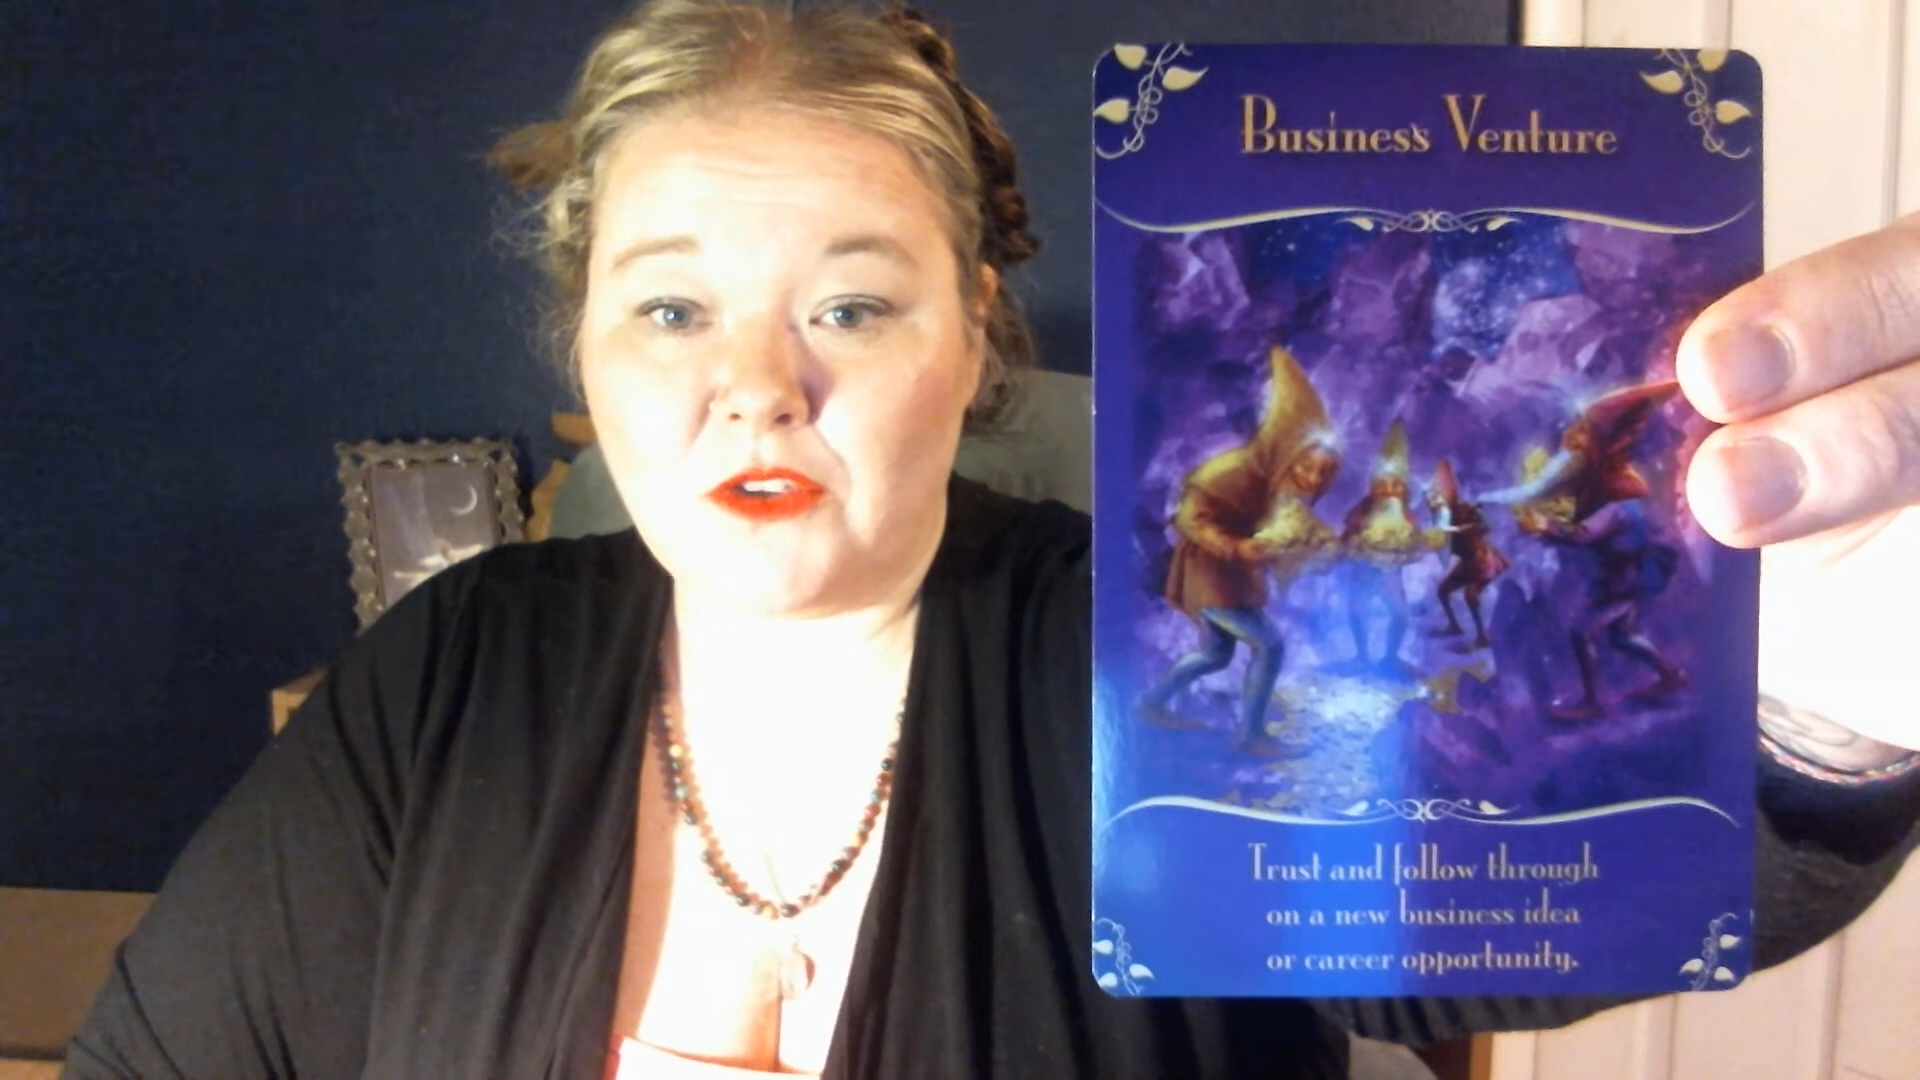 Business Venture
Trust and follow through
on a new business idea
or career opportunity.